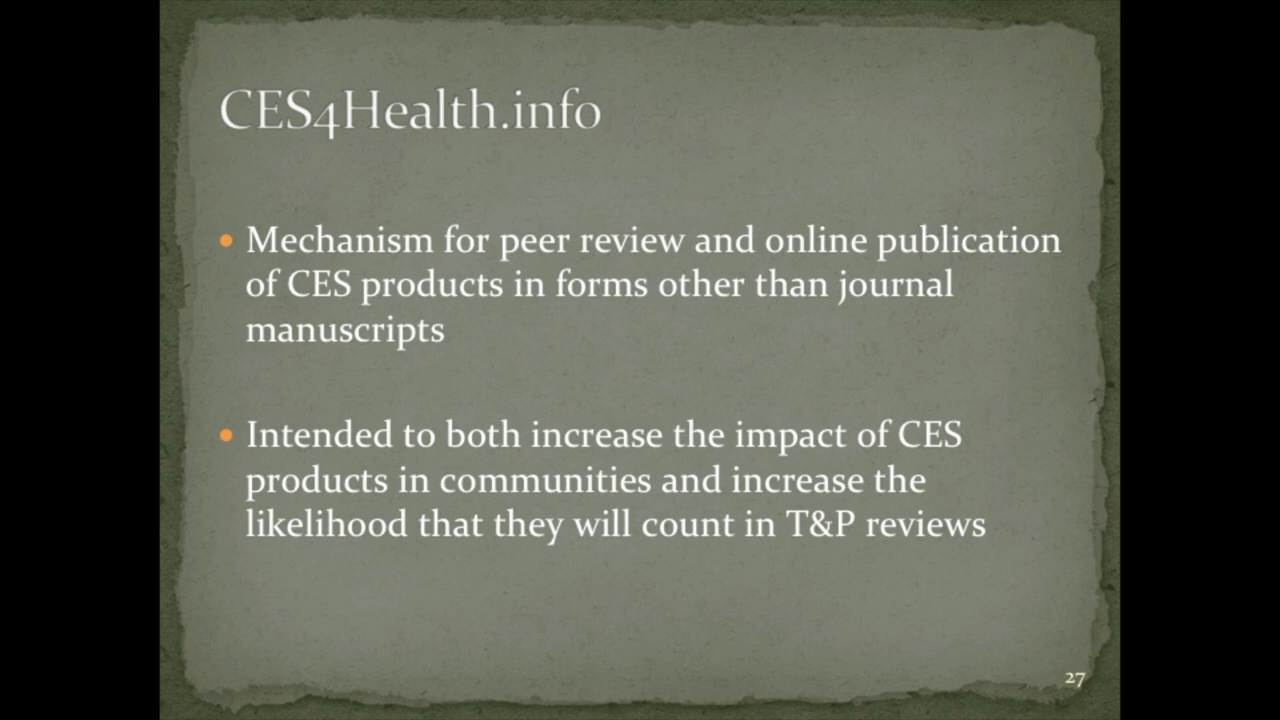 CES4Health.info
• Mechanism for peer review and online publication
of CES products in forms other than journal
manuscripts
• Intended to both increase the impact of CES
products in communities and increase the
likelihood that they will count in T&P reviews
27